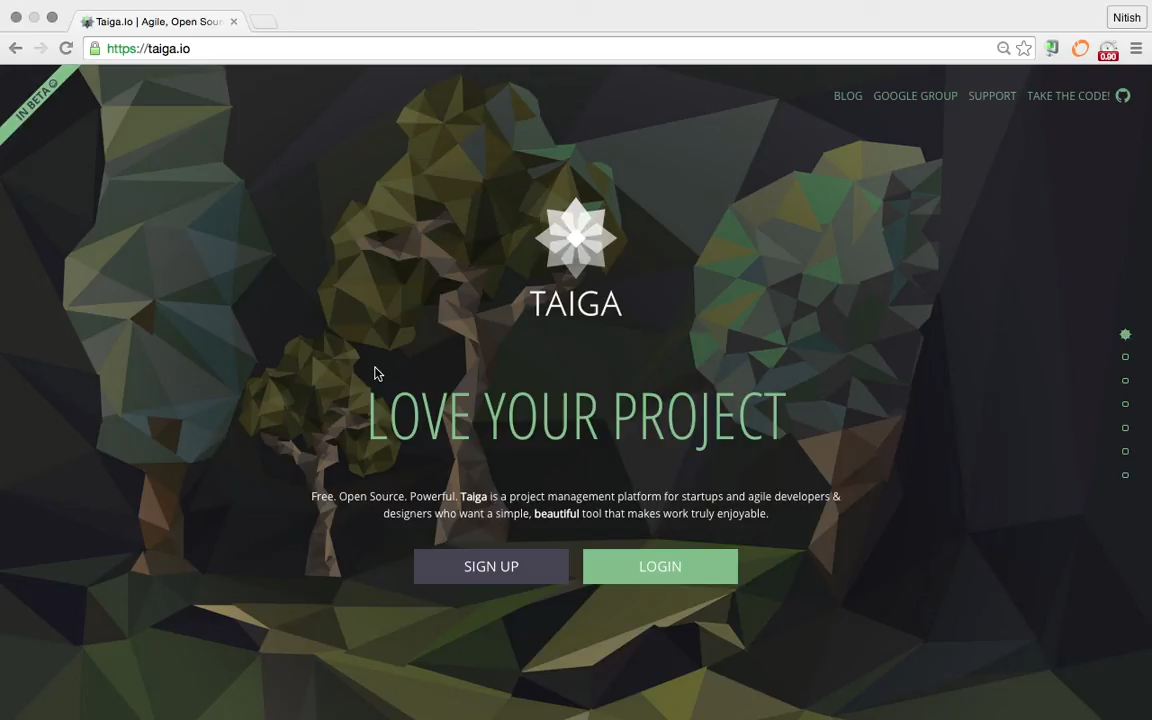 Taiga.Io | Agile, Open Sour
Nitish
https://taiga.io
0.90
IN BETA
BLOG GOOGLE GROUP SUPPORT TAKE THE CODE!
TAIGA
LOVE YOUR PROJECT
Free. Open Source. Powerful. Taiga is a project management platform for startups and agile developers &
designers who want a simple, beautiful tool that makes work truly enjoyable.
SIGN UP LOGIN